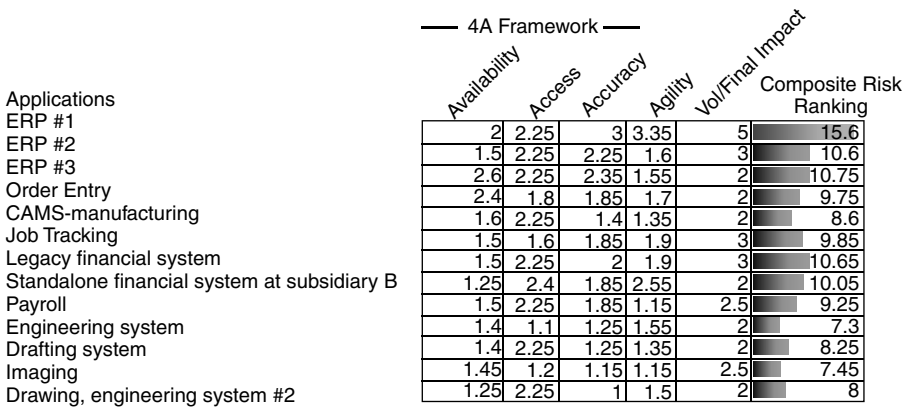 4A Framework
Availability Access Accuracy Agility Vol/Final Impact Composite Risk Ranking
Applications
ERP #1 2 2.25 3 3.35 5 15.6
ERP #2 1.5 2.25 2.25 1.6 3 10.6
ERP #3 2.6 2.25 2.35 1.55 2 10.75
Order Entry 2.4 1.8 1.85 1.7 2 9.75
CAMS-manufacturing 1.6 2.25 1.4 1.35 2 8.6
Job Tracking 1.5 1.6 1.85 1.9 3 9.85
Legacy financial system 1.5 2.25 2 1.9 3 10.65
Standalone financial system at subsidiary B 1.25 2.4 1.85 2.55 2 10.05
Payroll 1.5 2.25 1.85 1.15 2.5 9.25
Engineering system 1.4 1.1 1.25 1.55 2 7.3
Drafting system 1.4 2.25 1.25 1.35 2 8.25
Imaging 1.45 1.2 1.15 1.15 2.5 7.45
Drawing, engineering system #2 1.25 2.25 1 1.5 2 8